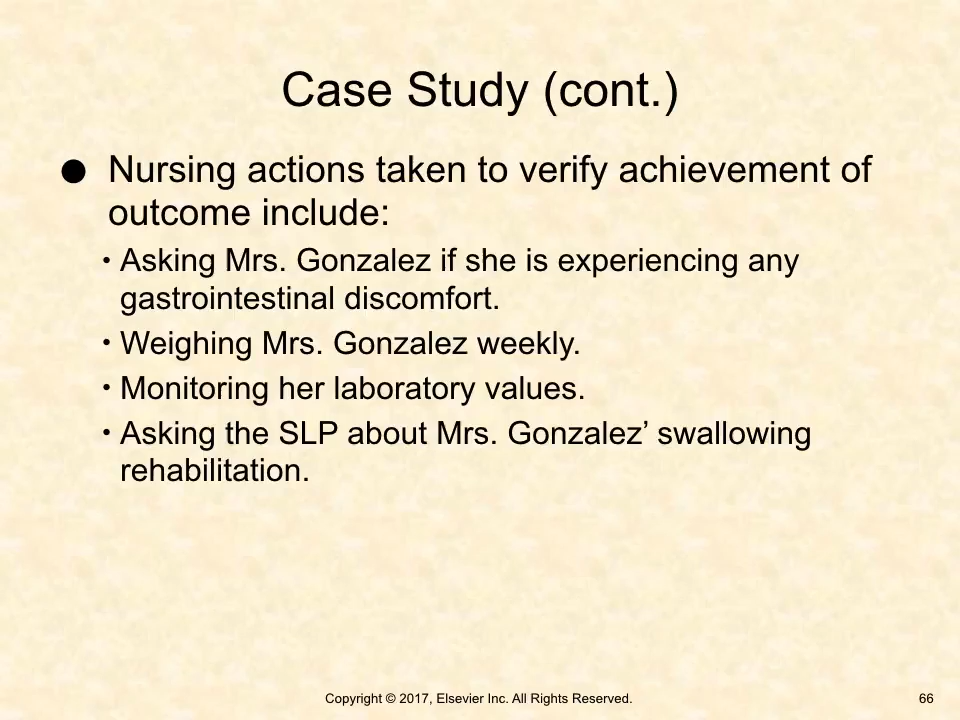 Case Study (cont.)
● Nursing actions taken to verify achievement of
outcome include:
• Asking Mrs. Gonzalez if she is experiencing any
gastrointestinal discomfort.
• Weighing Mrs. Gonzalez weekly.
• Monitoring her laboratory values.
• Asking the SLP about Mrs. Gonzalez’ swallowing
rehabilitation.
Copyright © 2017, Elsevier Inc. All Rights Reserved.
66